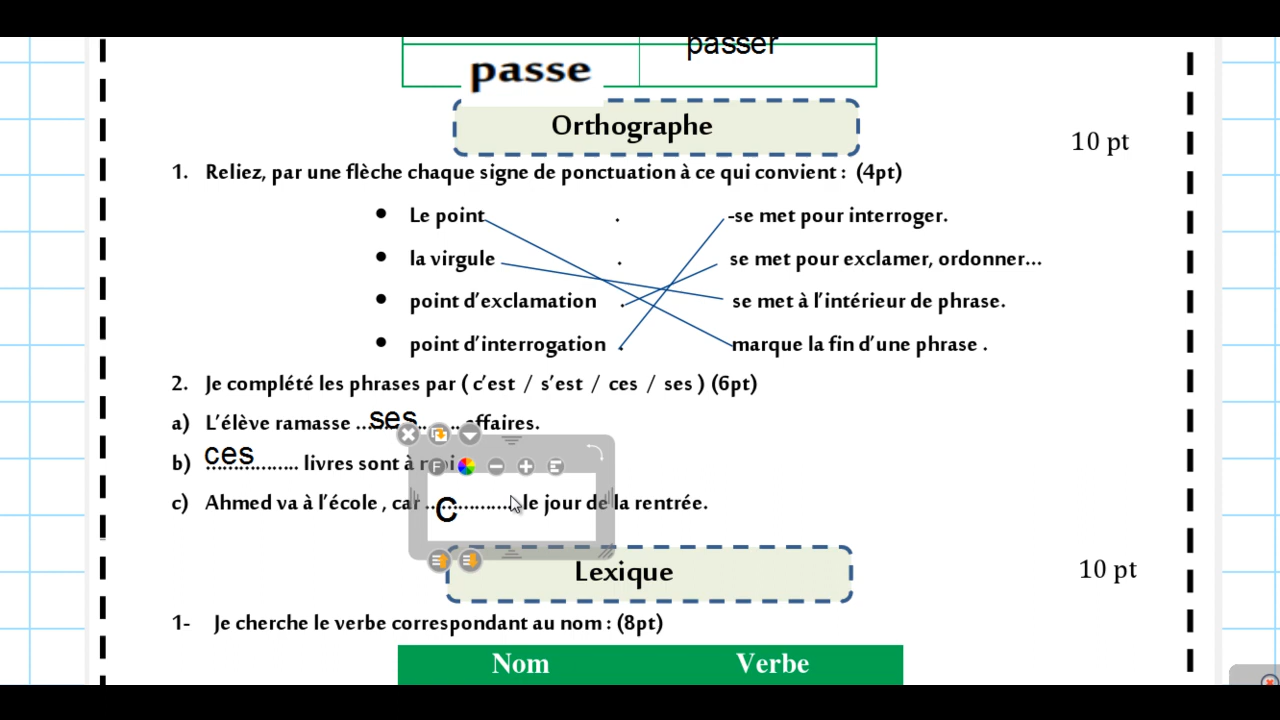 passer
passe
Orthographe
10 pt
1. Reliez, par une flèche chaque signe de ponctuation à ce qui convient : (4pt)
• Le point . -se met pour interroger.
• la virgule . se met pour exclamer, ordonner...
• point d'exclamation . se met à l'intérieur de phrase.
• point d'interrogation . marque la fin d'une phrase .
2. Je complété les phrases par ( c'est / s'est / ces / ses ) (6pt)
a) L'élève ramasse ...ses..... affaires.
b) ces................ livres sont à
c) Ahmed va à l'école , car ..c.............. le jour de la rentrée.
Lexique
10 pt
1- Je cherche le verbe correspondant au nom : (8pt)
Nom Verbe